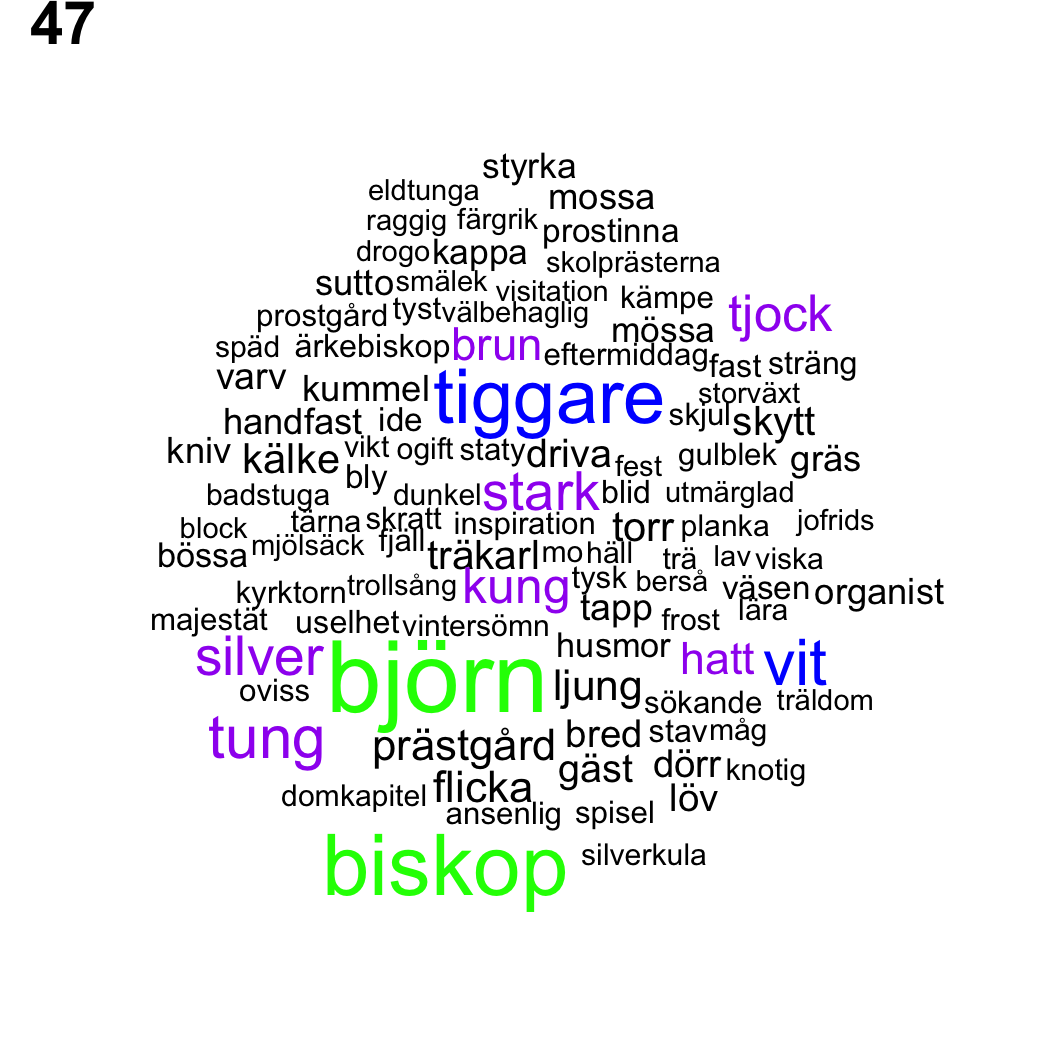 47
styrka
eldtunga mossa
raggig färgrik prostinna
drogo kappa skolprästerna
sutto smälek visitation kämpe tjock
prostgård tyst välbehaglig mössa
späd ärkebiskop brun eftermiddag fast sträng
varv kummel tiggare storväxt
handfast ide skjul skytt
kniv kälke vikt ogift staty driva fest gulblek gräs
badstuga bly dunkel stark blid utmärglad
block tärna skratt inspiration torr planka jofrids
bössa mjölsäck fjäll träkarl mo häll trä lav viska
kyrktorn trollsång kung tysk berså väsen organist
majestät uselhet vintersömn tapp frost lära
silver björn husmor hatt vit
oviss ljung sökande träldom
tung prästgård bred stav måg
gäst dörr knotig
domkapitel flicka löv
ansenlig spisel
biskop silverkula